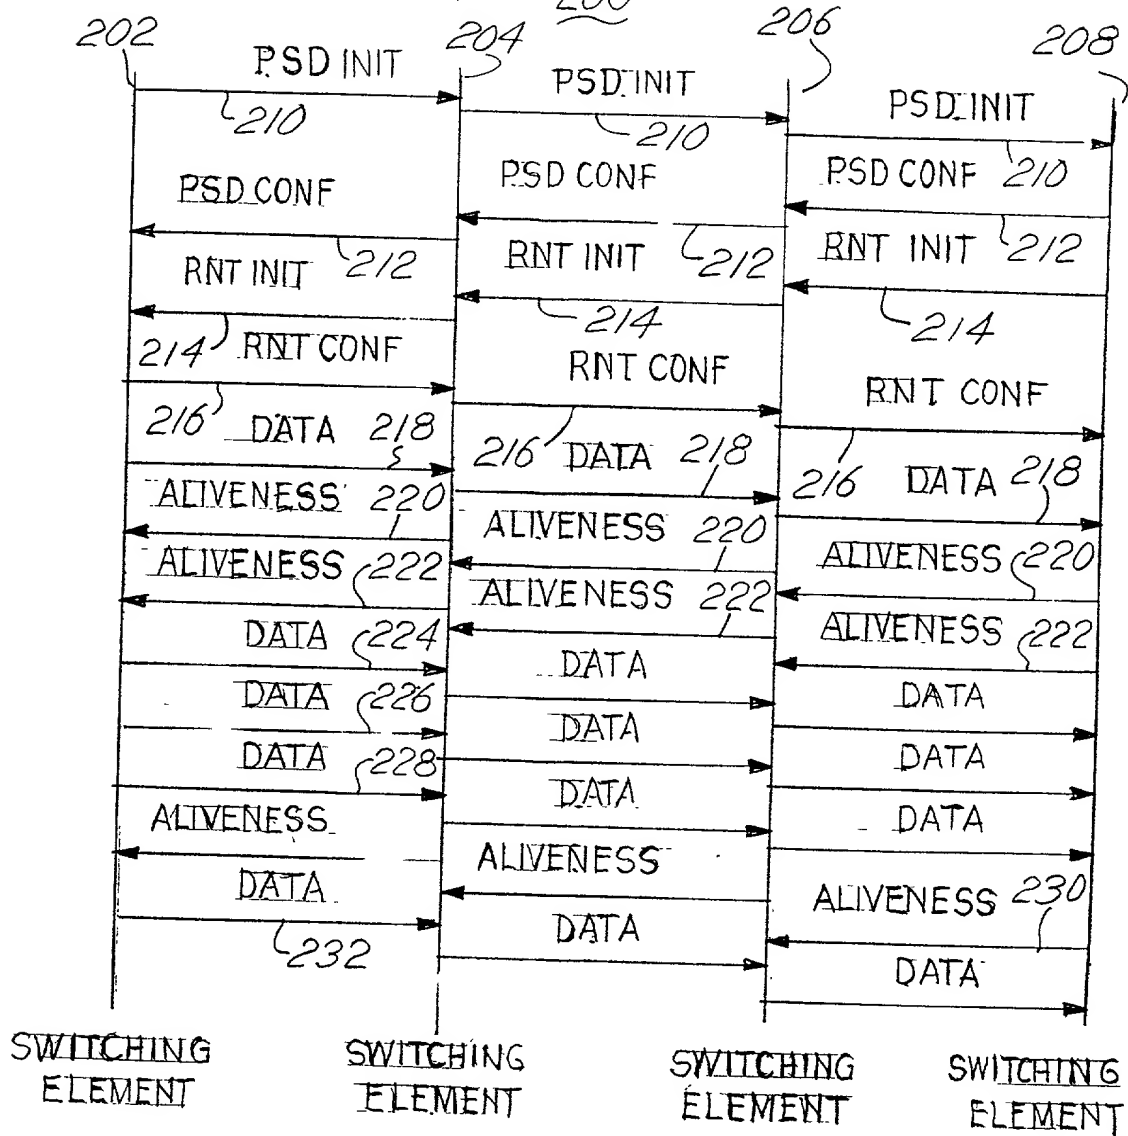 200
202 204 206 208
PSD INIT PSD INIT PSD INIT
210 210 210
PSD CONF PSD CONF PSD CONF
212 212 212
RNT INIT RNT INIT RNT INIT
214 214 214
RNT CONF RNT CONF RNT CONF
216 216 216
DATA 218 DATA 218 DATA 218
ALIVENESS 220 ALIVENESS 220 ALIVENESS 220
ALIVENESS 222 ALIVENESS 222 ALIVENESS 222
DATA 224 DATA DATA
DATA 226 DATA DATA
DATA 228 DATA DATA
ALIVENESS ALIVENESS ALIVENESS 230
DATA DATA DATA
232
SWITCHING ELEMENT
SWITCHING ELEMENT
SWITCHING ELEMENT
SWITCHING ELEMENT